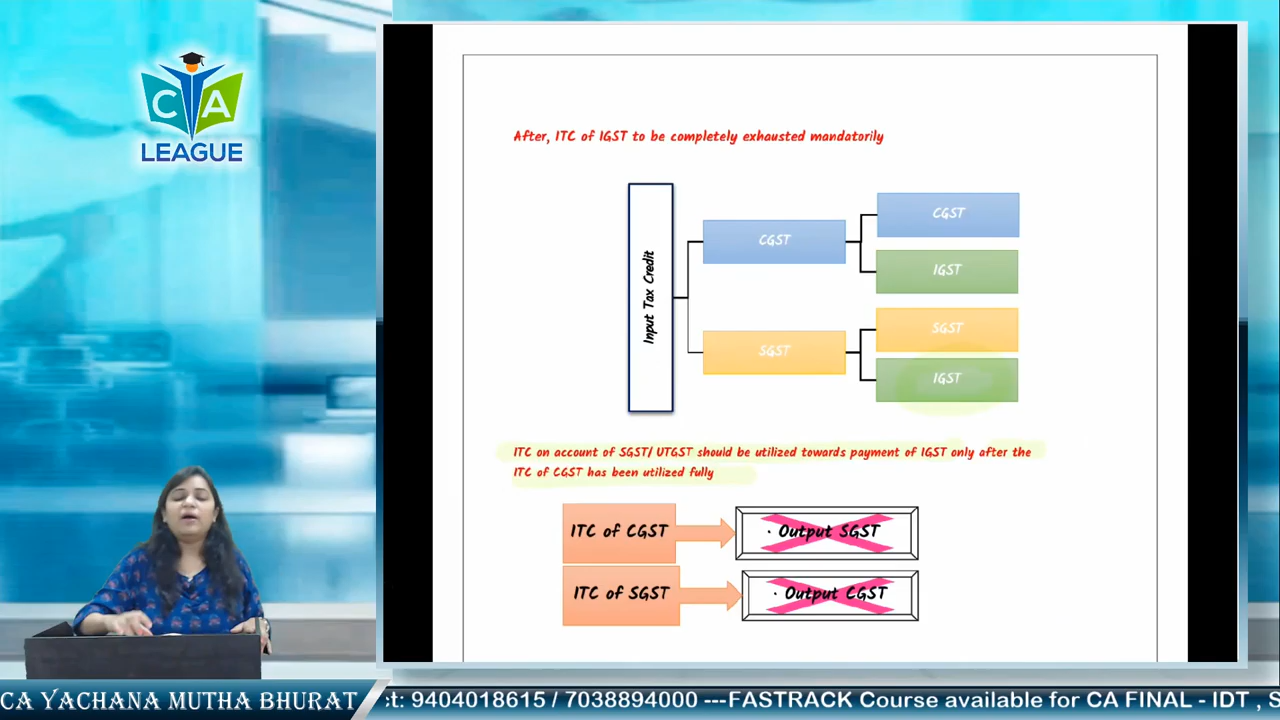 CA
LEAGUE
After, ITC of IGST to be completely exhausted mandatorily
Input Tax Credit
CGST
CGST
IGST
SGST
SGST
IGST
ITC on account of SGST/ UTGST should be utilized towards payment of IGST only after the
ITC of CGST has been utilized fully
ITC of CGST
· Output SGST
ITC of SGST
· Output CGST
CA YACHANA MUTHA BHURAT
ct: 9404018615 / 7038894000 ---FASTRACK Course available for CA FINAL - IDT , S